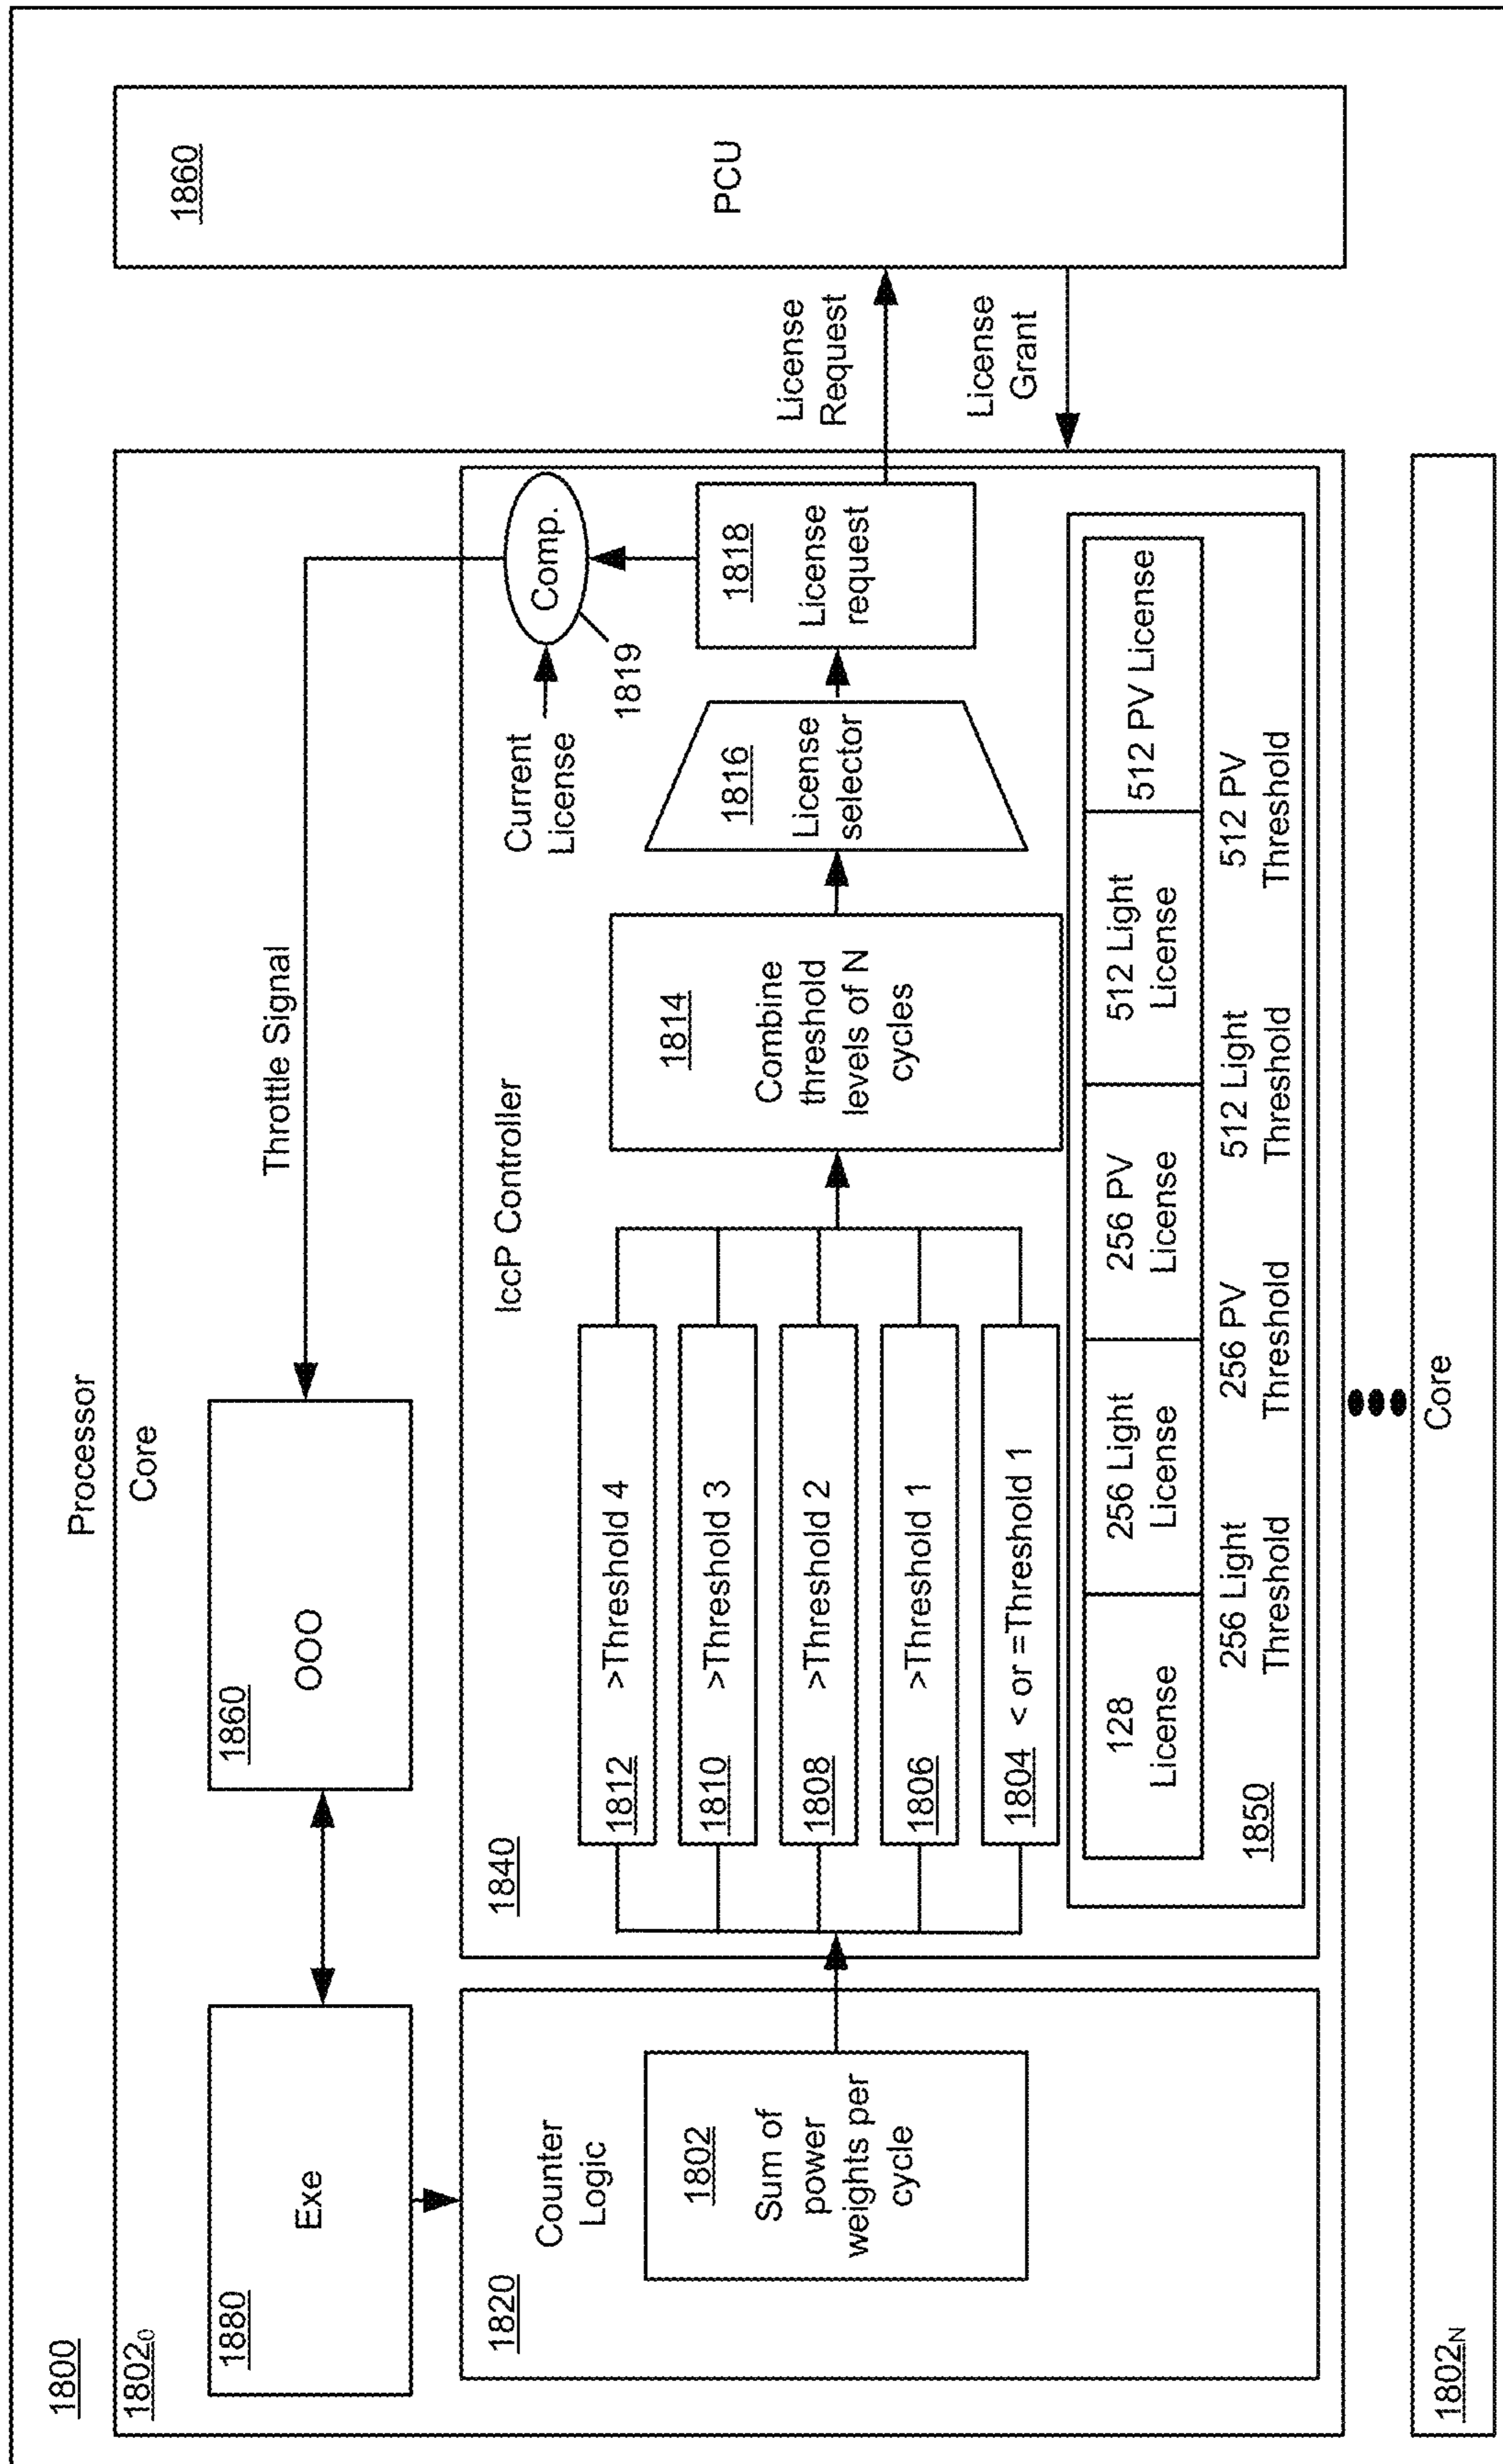 1800
Processor
1802₀
Core
1880
Exe
1860
OOO
Throttle Signal
1820
Counter
Logic
1802
Sum of
power
weights per
cycle
1840
IccP Controller
1812 >Threshold 4
1810 >Threshold 3
1808 >Threshold 2
1806 >Threshold 1
1804 < or =Threshold 1
1814
Combine
threshold
levels of N
cycles
1816
License
selector
Current
License
Comp.
1819
1818
License
request
License
Request
License
Grant
1860
PCU
128
License
256 Light
License
256 PV
License
512 Light
License
512 PV License
1850
256 Light
Threshold
256 PV
Threshold
512 Light
Threshold
512 PV
Threshold
1802N
Core